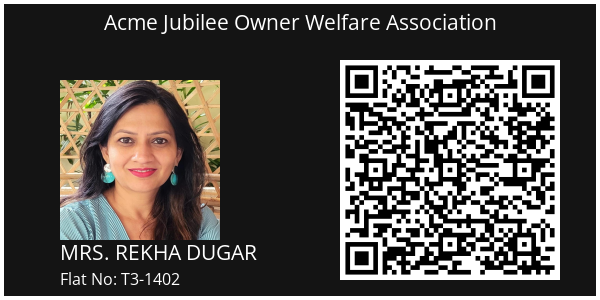 Acme Jubilee Owner Welfare Association
MRS. REKHA DUGAR
Flat No: T3-1402